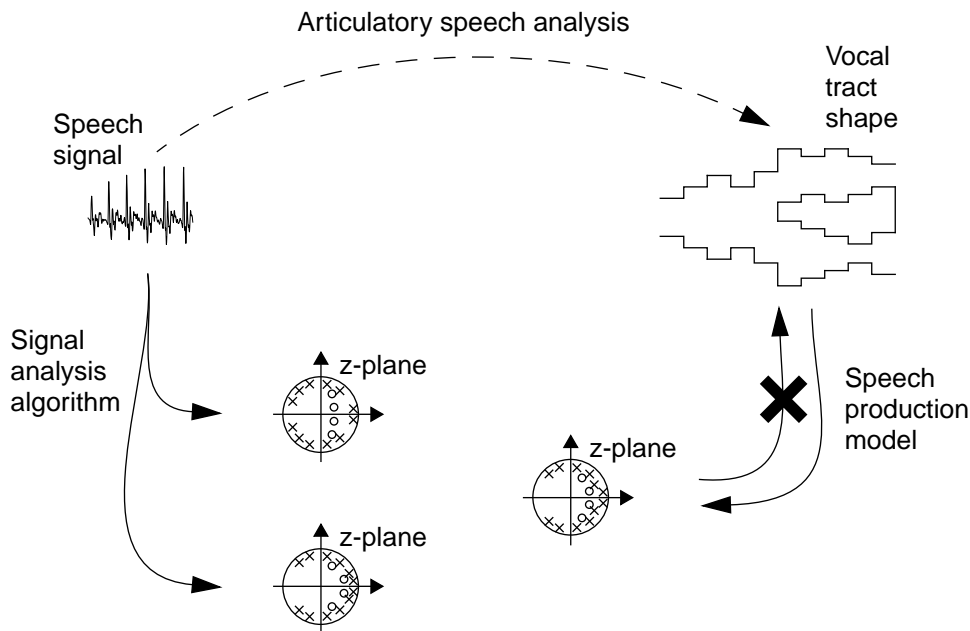 Articulatory speech analysis
Vocal
tract
shape
Speech
signal
Signal
analysis
algorithm
z-plane
z-plane
z-plane
Speech
production
model